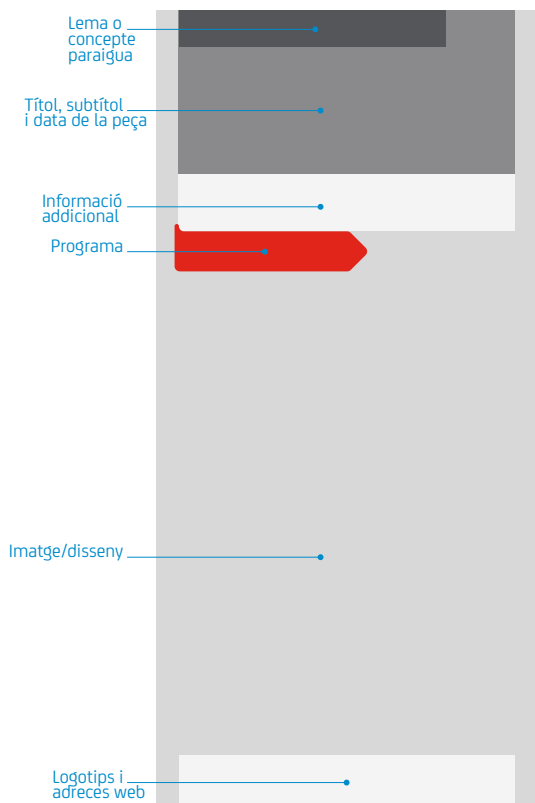 Lema o
concepte
paraigua
Títol, subtítol
i data de la peça
Informació
addicional
Programa
Imatge/disseny
Logotips i
adreces web